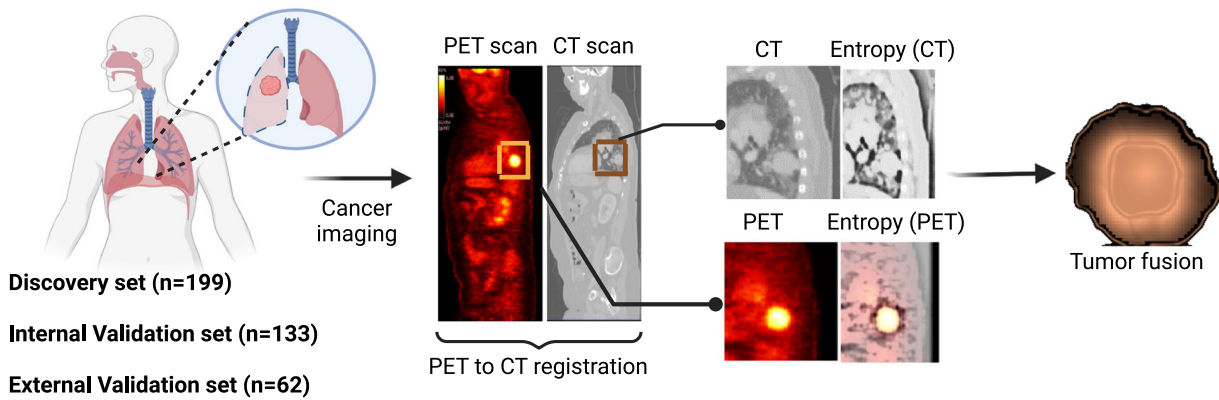 PET scan
CT scan
CT
Entropy (CT)
Cancer
imaging
PET
Entropy (PET)
Tumor fusion
Discovery set (n=199)
Internal Validation set (n=133)
PET to CT registration
External Validation set (n=62)